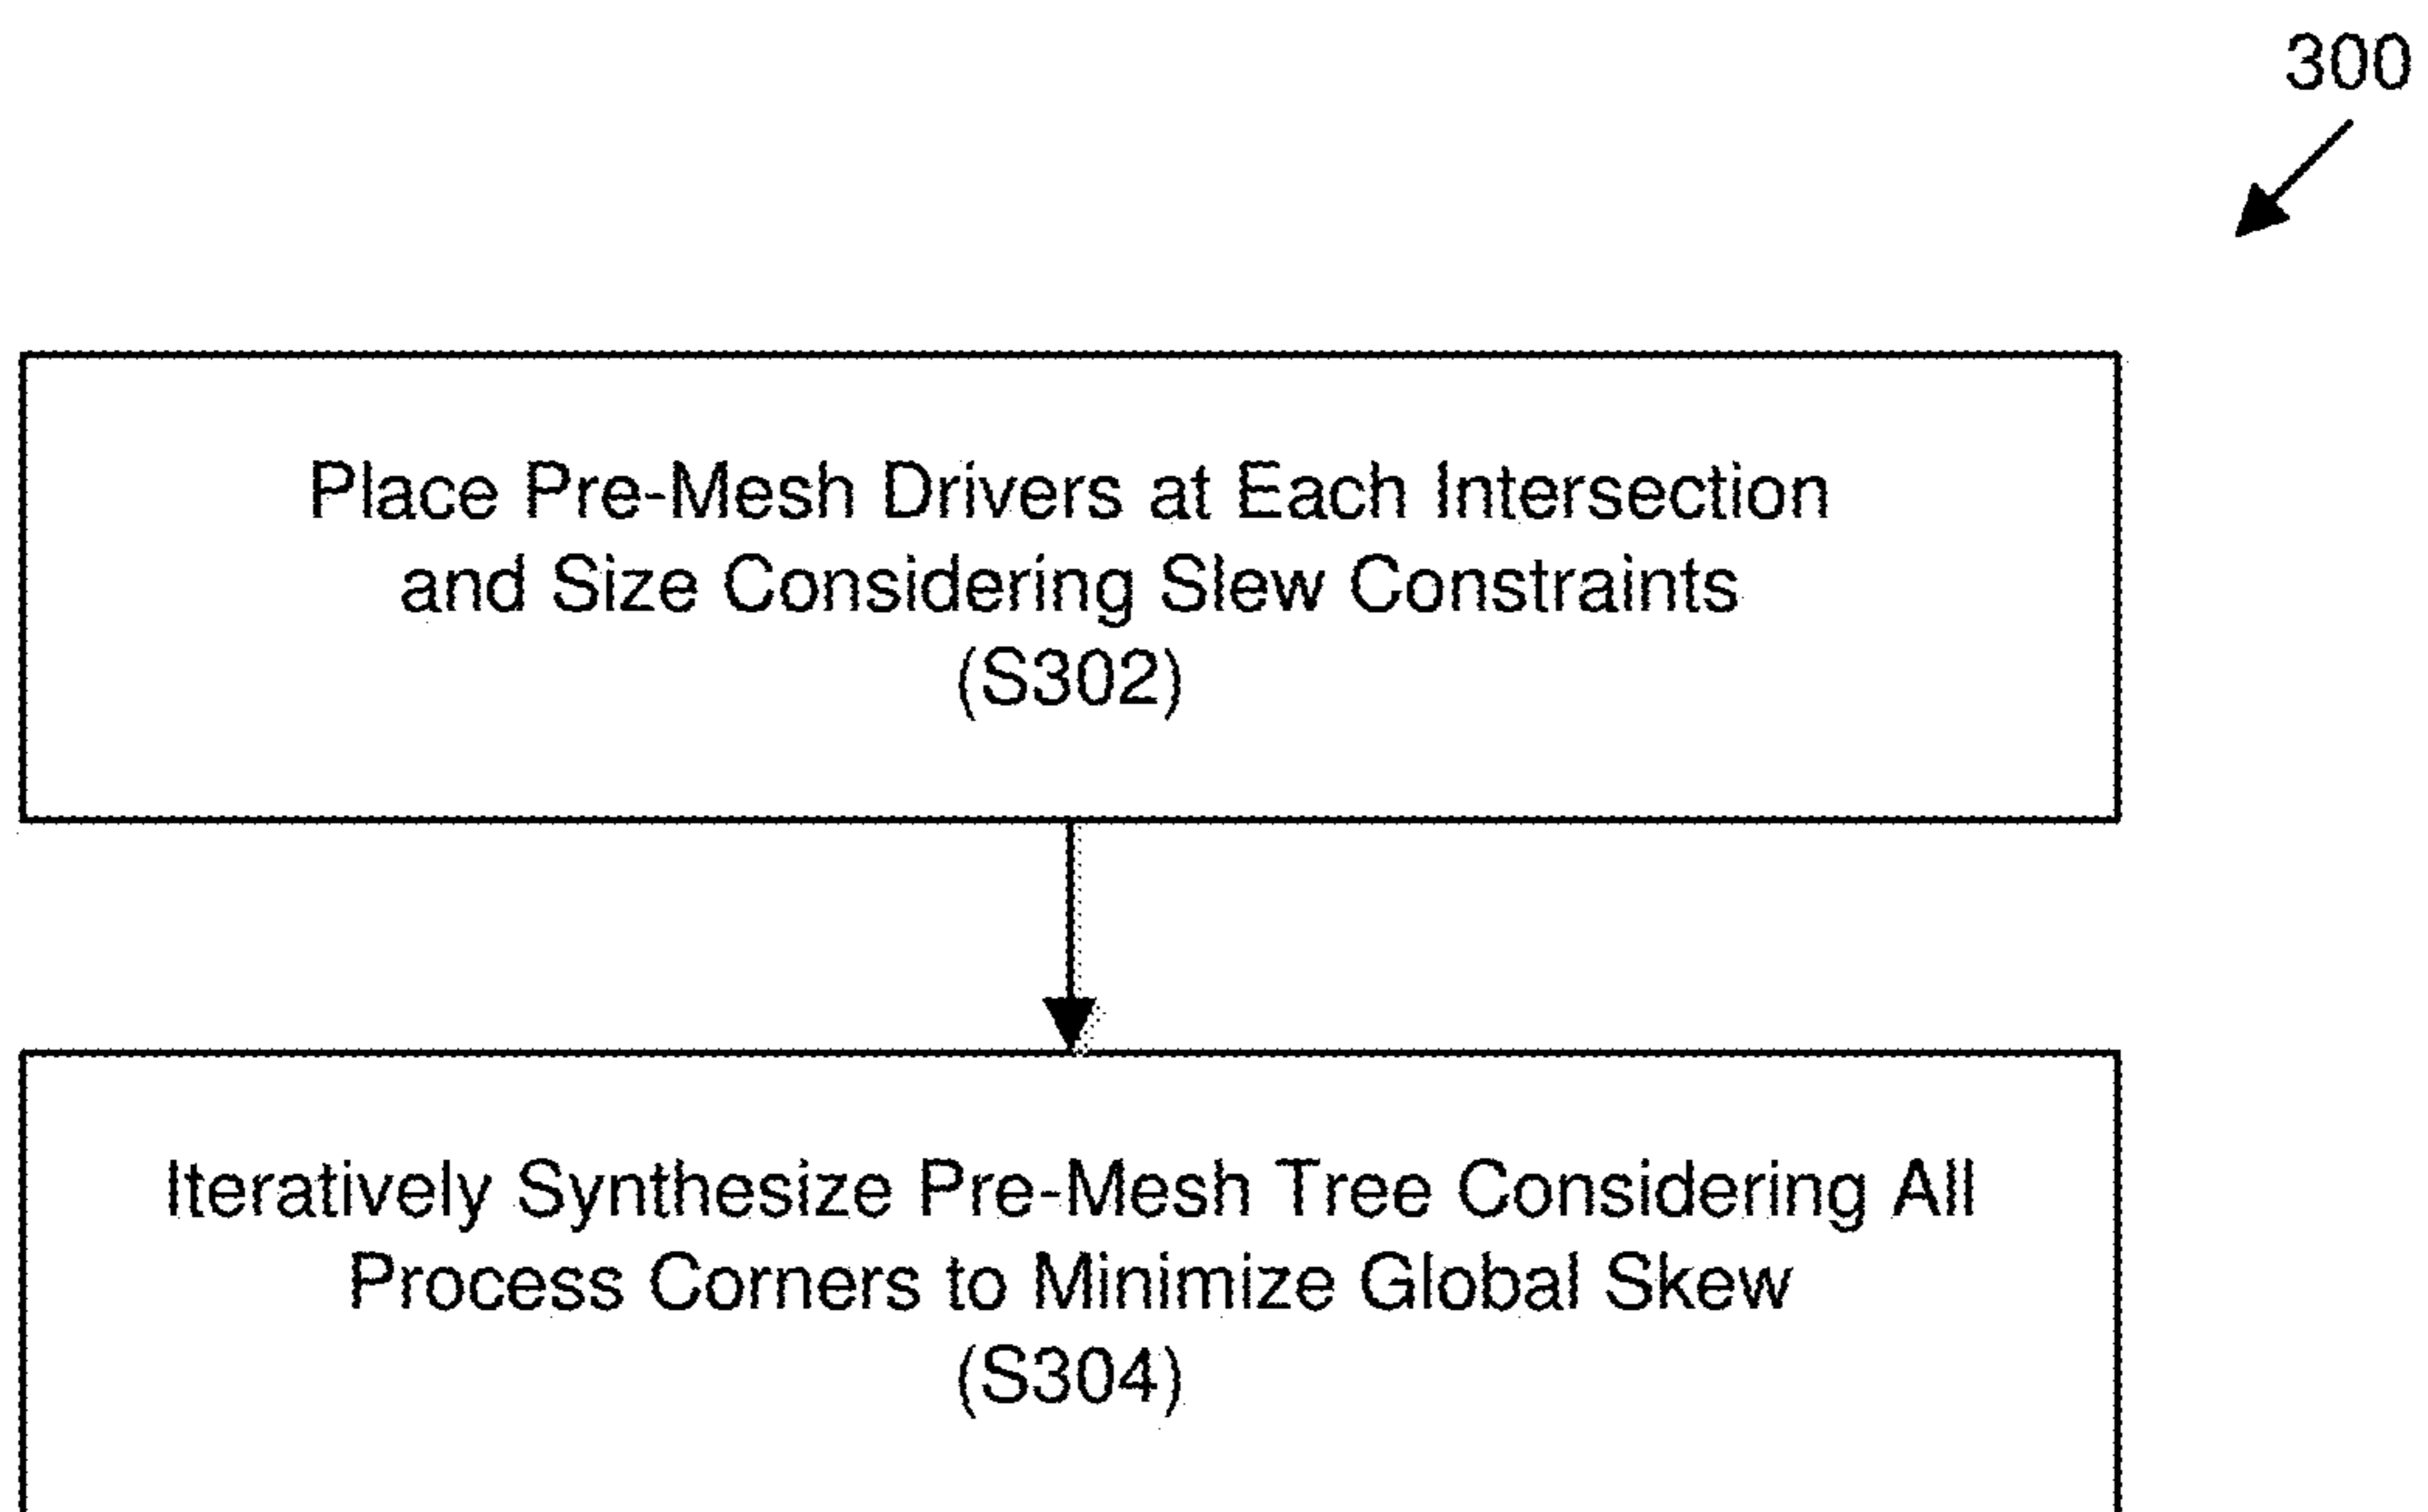 300
Place Pre-Mesh Drivers at Each Intersection
and Size Considering Slew Constraints
(S302)
Iteratively Synthesize Pre-Mesh Tree Considering All
Process Corners to Minimize Global Skew
(S304)